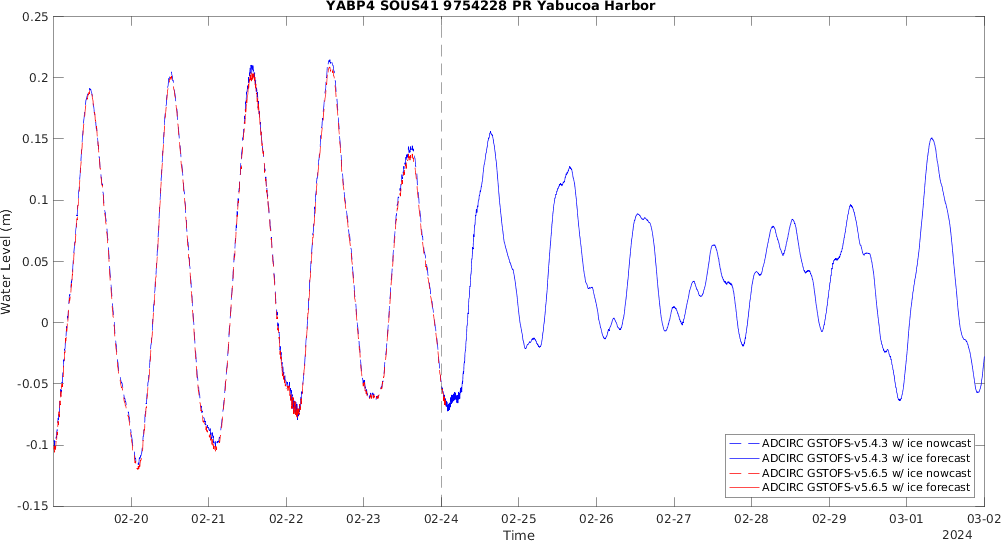 YABP4 SOUS41 9754228 PR Yabucoa Harbor
0.25
0.2
0.15
0.1
0.05
0
-0.05
-0.1
-0.15
Water Level (m)
02-20 02-21 02-22 02-23 02-24 02-25 02-26 02-27 02-28 02-29 03-01 03-02
Time
2024
ADCIRC GSTOFS-v5.4.3 w/ ice nowcast
ADCIRC GSTOFS-v5.4.3 w/ ice forecast
ADCIRC GSTOFS-v5.6.5 w/ ice nowcast
ADCIRC GSTOFS-v5.6.5 w/ ice forecast